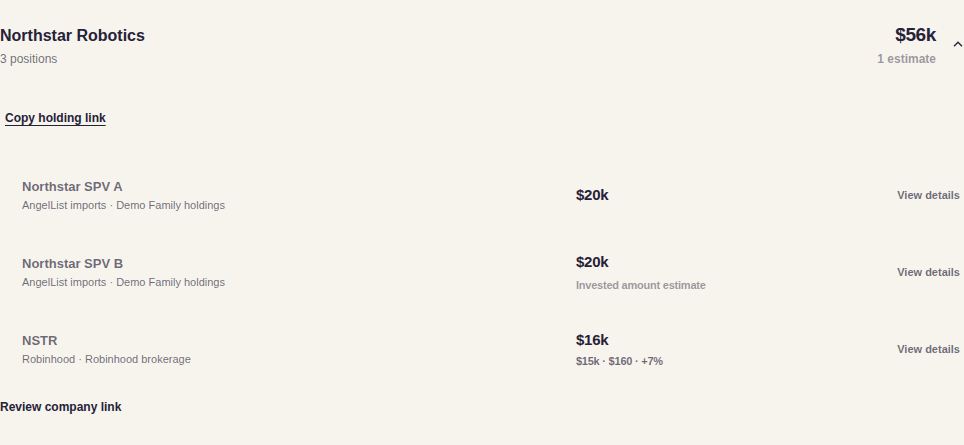 Northstar Robotics
$56k
3 positions
1 estimate
Copy holding link
Northstar SPV A
AngelList imports · Demo Family holdings
$20k
View details
Northstar SPV B
AngelList imports · Demo Family holdings
$20k
Invested amount estimate
View details
NSTR
Robinhood · Robinhood brokerage
$16k
$15k · $160 · +7%
View details
Review company link